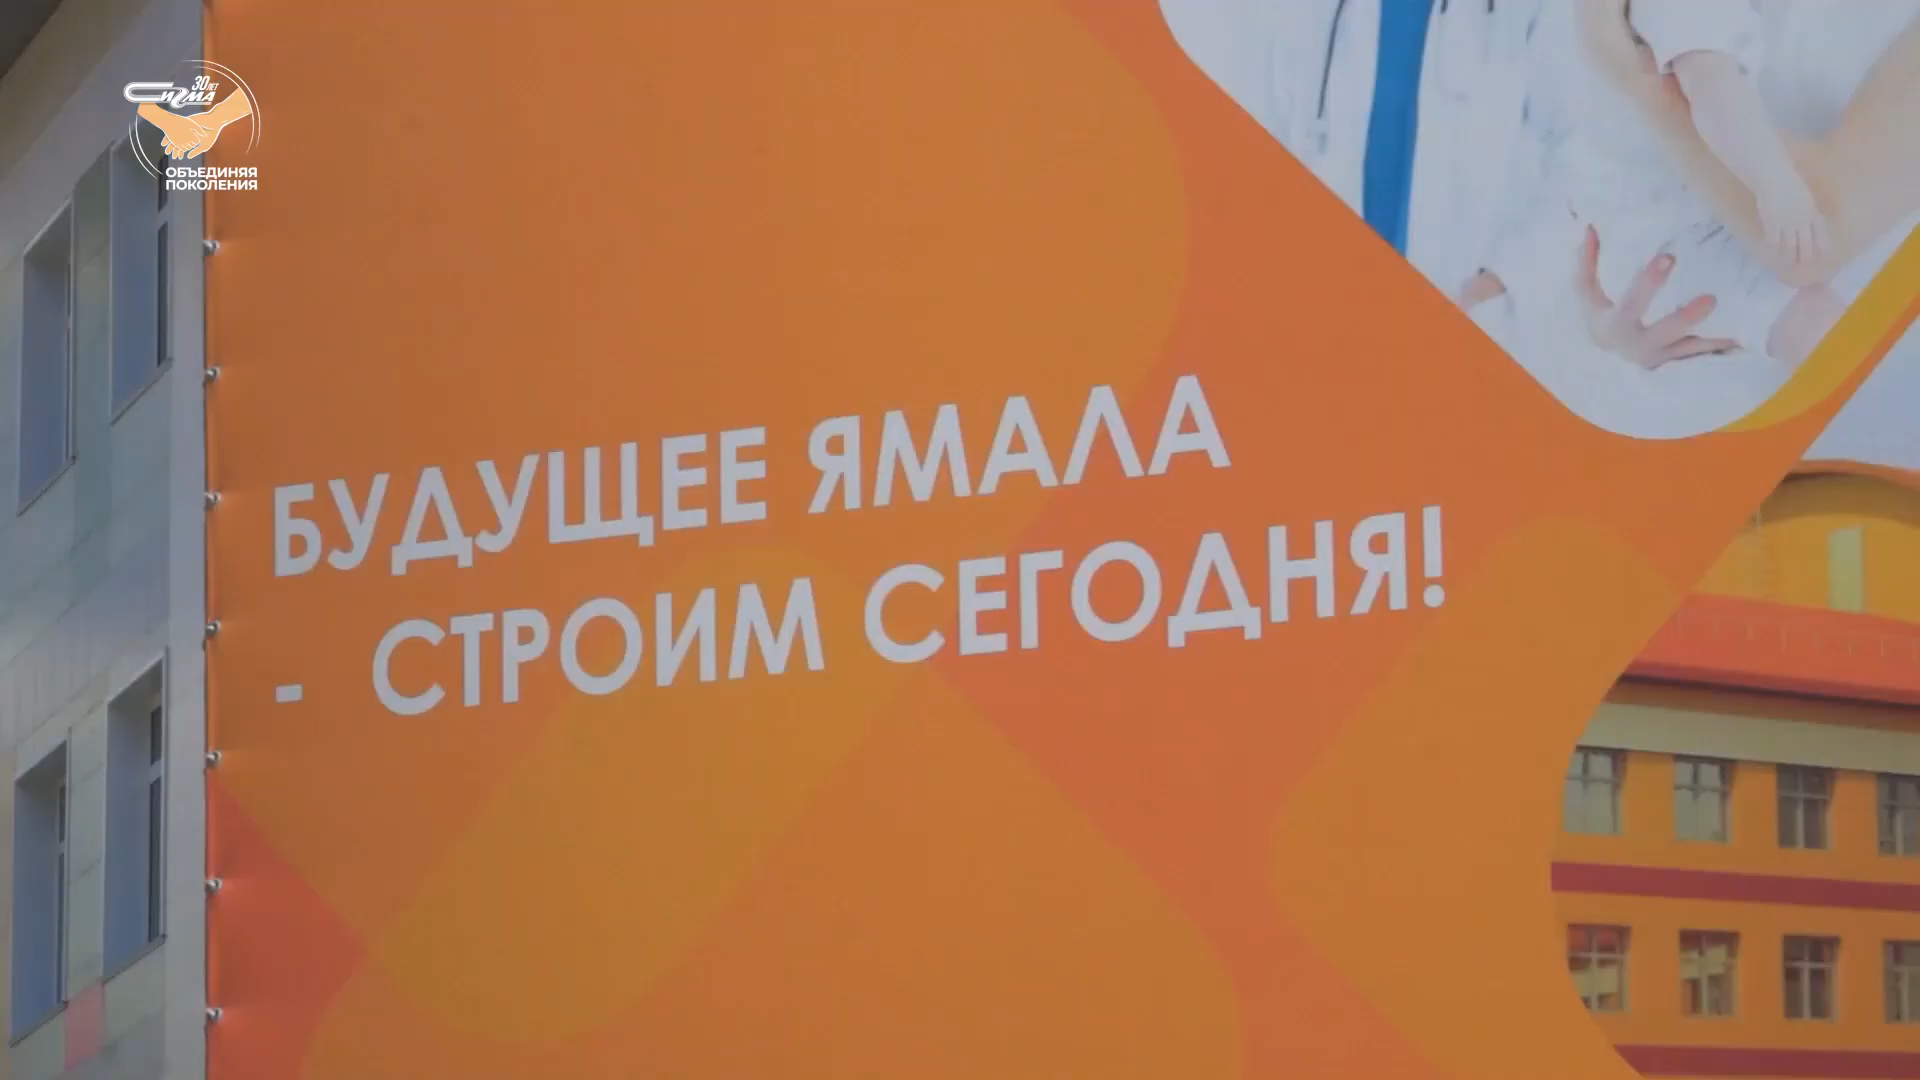 30 ЛЕТ
СИГМА
ОБЪЕДИНЯЯ
ПОКОЛЕНИЯ
БУДУЩЕЕ ЯМАЛА
- СТРОИМ СЕГОДНЯ!